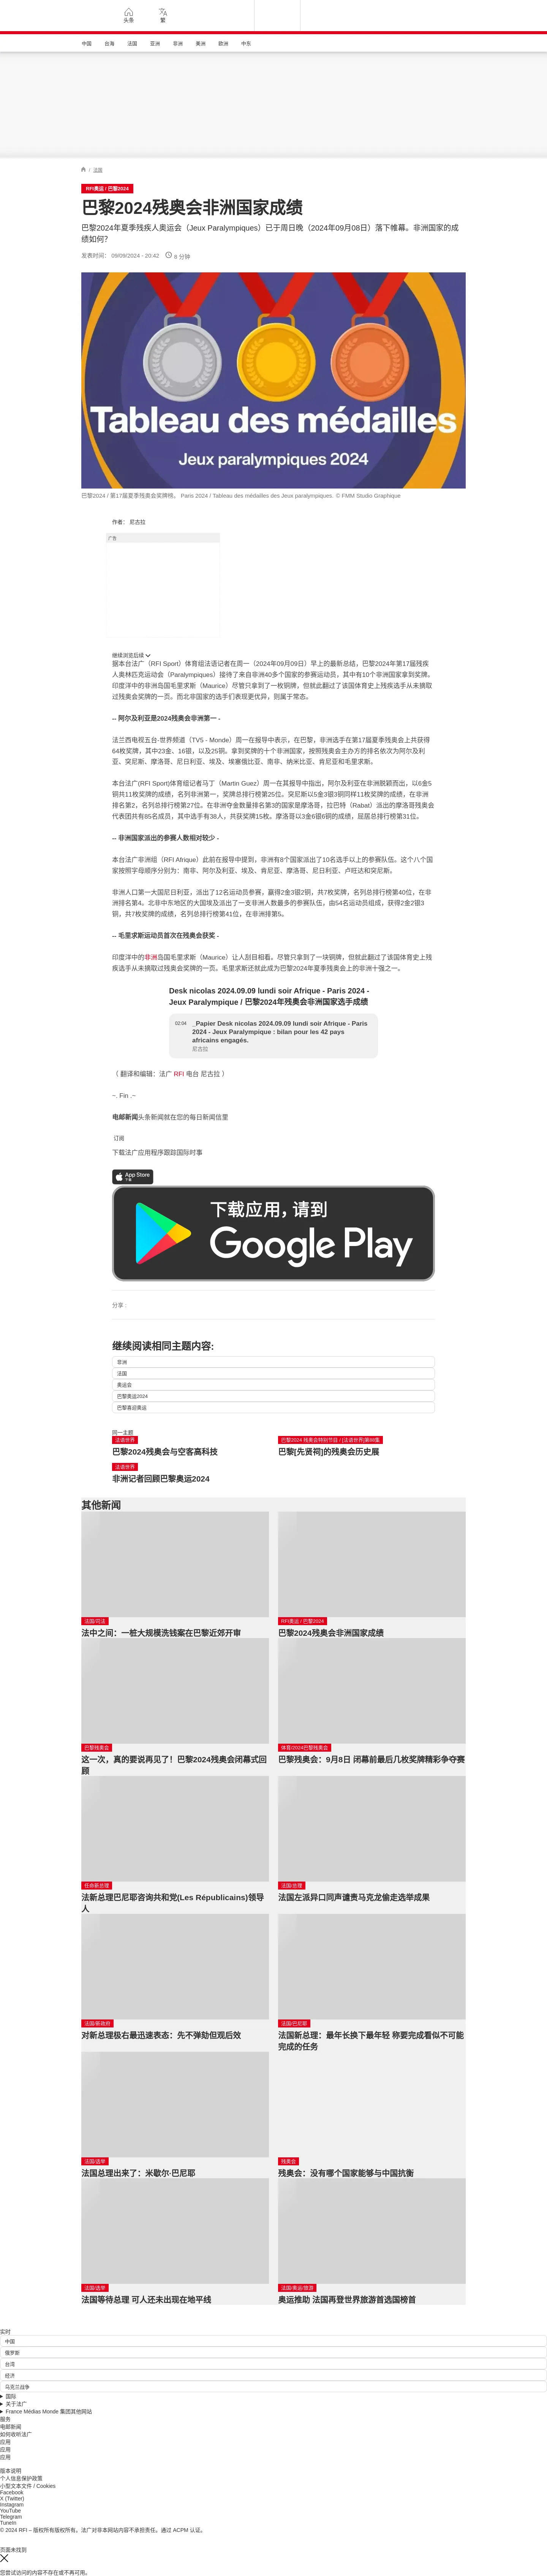 头条
繁
中国
台海
法国
亚洲
非洲
美洲
欧洲
中东
/ 法国
RFI奥运 / 巴黎2024
巴黎2024残奥会非洲国家成绩
巴黎2024年夏季残疾人奥运会（Jeux Paralympiques）已于周日晚（2024年09月08日）落下帷幕。非洲国家的成
绩如何?
发表时间： 09/09/2024 - 20:42 8 分钟
Tableau des médailles
Jeux paralympiques 2024
巴黎2024 / 第17届夏季残奥会奖牌榜。 Paris 2024 / Tableau des médailles des Jeux paralympiques. © FMM Studio Graphique
作者： 尼古拉
广告
继续浏览后续
据本台法广（RFI Sport）体育组法语记者在周一（2024年09月09日）早上的最新总结，巴黎2024年第17届残疾
人奥林匹克运动会（Paralympiques）接待了来自非洲40多个国家的参赛运动员，其中有10个非洲国家拿到奖牌。
印度洋中的非洲岛国毛里求斯（Maurice）尽管只拿到了一枚铜牌，但就此翻过了该国体育史上残疾选手从未摘取
过残奥会奖牌的一页。而北非国家的选手们表现更优异，则属于常态。
-- 阿尔及利亚是2024残奥会非洲第一 -
法兰西电视五台-世界频道（TV5 - Monde）周一在报导中表示，在巴黎，非洲选手在第17届夏季残奥会上共获得
64枚奖牌，其中23金、16银，以及25铜。拿到奖牌的十个非洲国家，按照残奥会主办方的排名依次为阿尔及利
亚、突尼斯、摩洛哥、尼日利亚、埃及、埃塞俄比亚、南非、纳米比亚、肯尼亚和毛里求斯。
本台法广(RFI Sport)体育组记者马丁（Martin Guez）周一在其报导中指出，阿尔及利亚在非洲脱颖而出，以6金5
铜共11枚奖牌的成绩，名列非洲第一，奖牌总排行榜第25位。突尼斯以5金3银3铜同样11枚奖牌的成绩，在非洲
排名第2，名列总排行榜第27位。在非洲夺金数量排名第3的国家是摩洛哥，拉巴特（Rabat）派出的摩洛哥残奥会
代表团共有85名成员，其中选手有38人，共获奖牌15枚。摩洛哥以3金6银6铜的成绩，屈居总排行榜第31位。
-- 非洲国家派出的参赛人数相对较少 -
本台法广非洲组（RFI Afrique）此前在报导中提到，非洲有8个国家派出了10名选手以上的参赛队伍。这个八个国
家按照字母顺序分别为：南非、阿尔及利亚、埃及、肯尼亚、摩洛哥、尼日利亚、卢旺达和突尼斯。
非洲人口第一大国尼日利亚，派出了12名运动员参赛，赢得2金3银2铜，共7枚奖牌，名列总排行榜第40位，在非
洲排名第4。北非中东地区的大国埃及派出了一支非洲人数最多的参赛队伍，由54名运动员组成，获得2金2银3
铜，共7枚奖牌的成绩，名列总排行榜第41位，在非洲排第5。
-- 毛里求斯运动员首次在残奥会获奖 -
印度洋中的非洲岛国毛里求斯（Maurice）让人刮目相看。尽管只拿到了一块铜牌，但就此翻过了该国体育史上残
疾选手从未摘取过残奥会奖牌的一页。毛里求斯还就此成为巴黎2024年夏季残奥会上的非洲十强之一。
Desk nicolas 2024.09.09 lundi soir Afrique - Paris 2024 -
Jeux Paralympique / 巴黎2024年残奥会非洲国家选手成绩
02:04
_Papier Desk nicolas 2024.09.09 lundi soir Afrique - Paris
2024 - Jeux Paralympique : bilan pour les 42 pays
africains engagés.
尼古拉
（ 翻译和编辑：法广 RFI 电台 尼古拉 ）
~. Fin .~
电邮新闻头条新闻就在您的每日新闻信里
订阅
下载法广应用程序跟踪国际时事
App Store
下载
下载应用，请到
Google Play
分享 :
继续阅读相同主题内容:
非洲
法国
奥运会
巴黎奥运2024
巴黎喜迎奥运
同一主题
法语世界
巴黎2024残奥会与空客高科技
巴黎2024 残奥会特别节目 / [法语世界]第66集
巴黎[先贤祠]的残奥会历史展
法语世界
非洲记者回顾巴黎奥运2024
其他新闻
法国/司法
法中之间：一桩大规模洗钱案在巴黎近郊开审
RFI奥运 / 巴黎2024
巴黎2024残奥会非洲国家成绩
巴黎残奥会
这一次，真的要说再见了！巴黎2024残奥会闭幕式回
顾
体育/2024巴黎残奥会
巴黎残奥会：9月8日 闭幕前最后几枚奖牌精彩争夺赛
任命新总理
法新总理巴尼耶咨询共和党(Les Républicains)领导
人
法国/总理
法国左派异口同声谴责马克龙偷走选举成果
法国/新政府
对新总理极右最迅速表态：先不弹劾但观后效
法国/巴尼耶
法国新总理：最年长换下最年轻 称要完成看似不可能
完成的任务
法国/选举
法国总理出来了：米歇尔·巴尼耶
残奥会
残奥会：没有哪个国家能够与中国抗衡
法国/选举
法国等待总理 可人还未出现在地平线
法国/奥运/旅游
奥运推助 法国再登世界旅游首选国榜首
实时
中国
俄罗斯
台湾
经济
乌克兰战争
国际
关于法广
France Médias Monde 集团其他网站
服务
电邮新闻
如何收听法广
应用
应用
应用
版本说明
个人信息保护政策
小型文本文件 / Cookies
Facebook
X (Twitter)
Instagram
YouTube
Telegram
TuneIn
© 2024 RFI – 版权所有版权所有。法广对非本网站内容不承担责任。通过 ACPM 认证。
页面未找到
您尝试访问的内容不存在或不再可用。